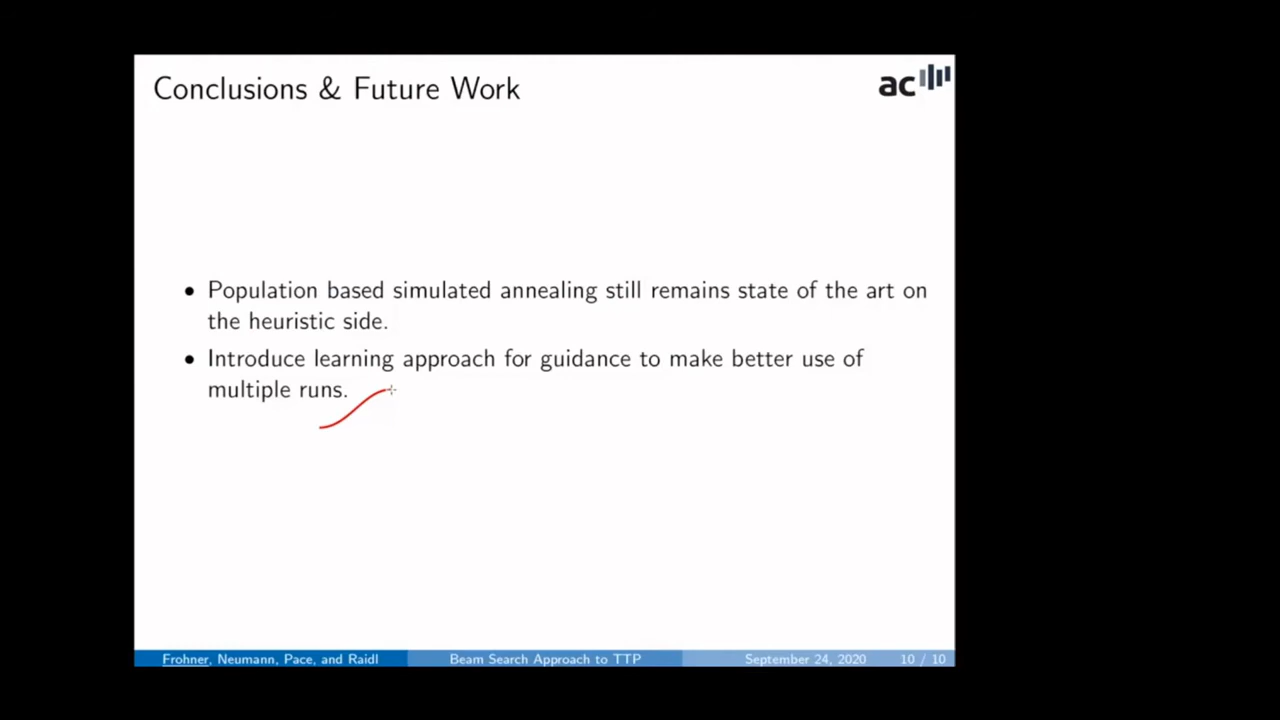 Conclusions & Future Work
ac
• Population based simulated annealing still remains state of the art on
the heuristic side.
• Introduce learning approach for guidance to make better use of
multiple runs.
Frohner, Neumann, Pace, and Raidl
Beam Search Approach to TTP
September 24, 2020
10 / 10